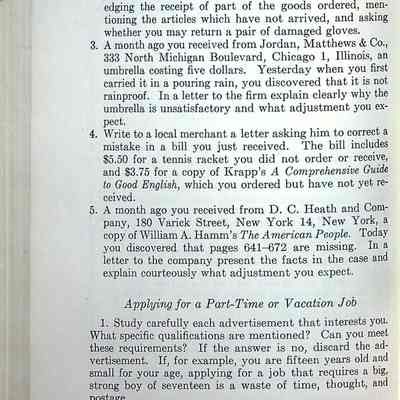 edging the receipt of part of the goods ordered, men-
tioning the articles which have not arrived, and asking
whether you may return a pair of damaged gloves.
3. A month ago you received from Jordan, Matthews & Co.,
333 North Michigan Boulevard, Chicago 1, Illinois, an
umbrella costing five dollars. Yesterday when you first
carried it in a pouring rain, you discovered that it is not
rainproof. In a letter to the firm explain clearly why the
umbrella is unsatisfactory and what adjustment you ex-
pect.
4. Write to a local merchant a letter asking him to correct a
mistake in a bill you just received. The bill includes
$5.50 for a tennis racket you did not order or receive,
and $3.75 for a copy of Krapp's A Comprehensive Guide
to Good English, which you ordered but have not yet re-
ceived.
5. A month ago you received from D. C. Heath and Com-
pany, 180 Varick Street, New York 14, New York, a
copy of William A. Hamm's The American People. Today
you discovered that pages 641–672 are missing. In a
letter to the company present the facts in the case and
explain courteously what adjustment you expect.
Applying for a Part-Time or Vacation Job
1. Study carefully each advertisement that interests you.
What specific qualifications are mentioned? Can you meet
these requirements? If the answer is no, discard the ad-
vertisement. If, for example, you are fifteen years old and
small for your age, applying for a job that requires a big,
strong boy of seventeen is a waste of time, thought, and
postage.